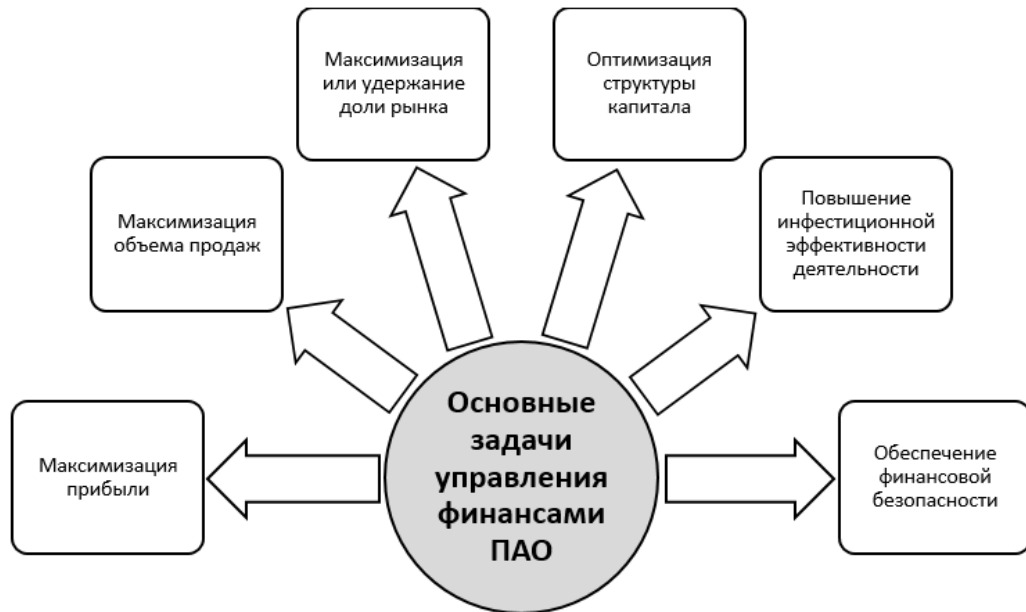 Максимизация
или удержание
доли рынка
Оптимизация
структуры
капитала
Максимизация
объема продаж
Повышение
инфестиционной
эффективности
деятельности
Максимизация
прибыли
Основные
задачи
управления
финансами
ПАО
Обеспечение
финансовой
безопасности